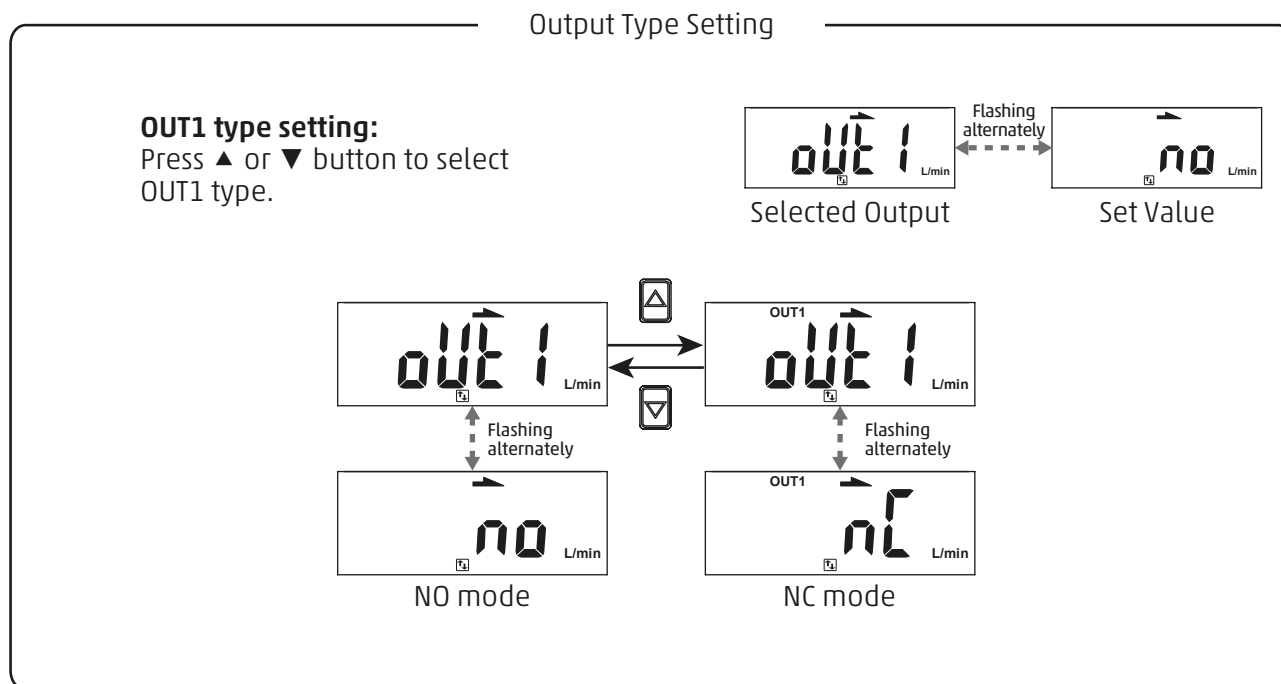 Output Type Setting
OUT1 type setting:
Press ▲ or ▼ button to select
OUT1 type.
oUt1
L/min
Selected Output
Flashing
alternately
no
L/min
Set Value
oUt1
L/min
OUT1
oUt1
L/min
Flashing
alternately
Flashing
alternately
no
L/min
NO mode
OUT1
nC
L/min
NC mode